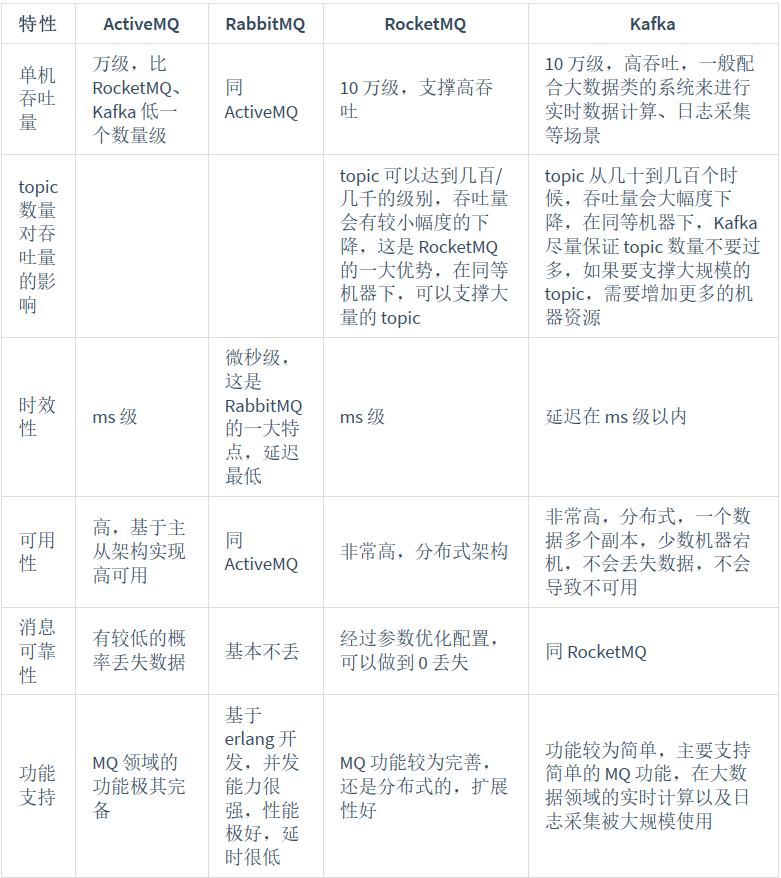 特性
ActiveMQ
RabbitMQ
RocketMQ
Kafka
单机
吞吐
量
万级，比
RocketMQ、
Kafka 低一
个数量级
同
ActiveMQ
10 万级，支撑高吞
吐
10 万级，高吞吐，一般配
合大数据类的系统来进行
实时数据计算、日志采集
等场景
topic
数量
对吞
吐量
的影
响
topic 可以达到几百/
几千的级别，吞吐量
会有较小幅度的下
降，这是 RocketMQ
的一大优势，在同等
机器下，可以支撑大
量的 topic
topic 从几十到几百个时
候，吞吐量会大幅度下
降，在同等机器下，Kafka
尽量保证 topic 数量不要过
多，如果要支撑大规模的
topic，需要增加更多的机
器资源
时效
性
ms 级
微秒级，
这是
RabbitMQ
的一大特
点，延迟
最低
ms 级
延迟在 ms 级以内
可用
性
高，基于主
从架构实现
高可用
同
ActiveMQ
非常高，分布式架构
非常高，分布式，一个数
据多个副本，少数机器宕
机，不会丢失数据，不会
导致不可用
消息
可靠
性
有较低的概
率丢失数据
基本不丢
经过参数优化配置，
可以做到 0 丢失
同 RocketMQ
功能
支持
MQ 领域的
功能极其完
备
基于
erlang 开
发，并发
能力很
强，性能
极好，延
时很低
MQ 功能较为完善，
还是分布式的，扩展
性好
功能较为简单，主要支持
简单的 MQ 功能，在大数
据领域的实时计算以及日
志采集被大规模使用